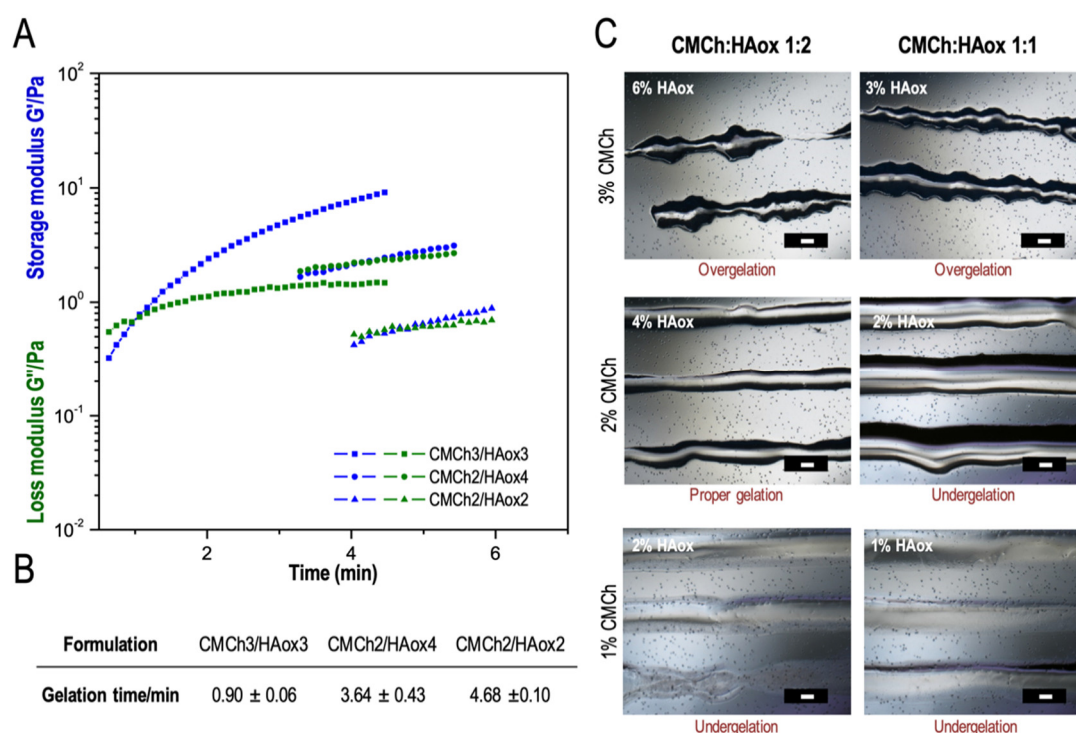 A
Storage modulus G'/Pa
Loss modulus G"/Pa
10²
10¹
10⁰
10⁻¹
10⁻²
CMCh3/HAox3
CMCh2/HAox4
CMCh2/HAox2
2
4
6
Time (min)
B
Formulation CMCh3/HAox3 CMCh2/HAox4 CMCh2/HAox2
Gelation time/min 0.90 ± 0.06 3.64 ± 0.43 4.68 ±0.10
C
CMCh:HAox 1:2 CMCh:HAox 1:1
3% CMCh
6% HAox
3% HAox
Overgelation
Overgelation
2% CMCh
4% HAox
2% HAox
Proper gelation
Undergelation
1% CMCh
2% HAox
1% HAox
Undergelation
Undergelation